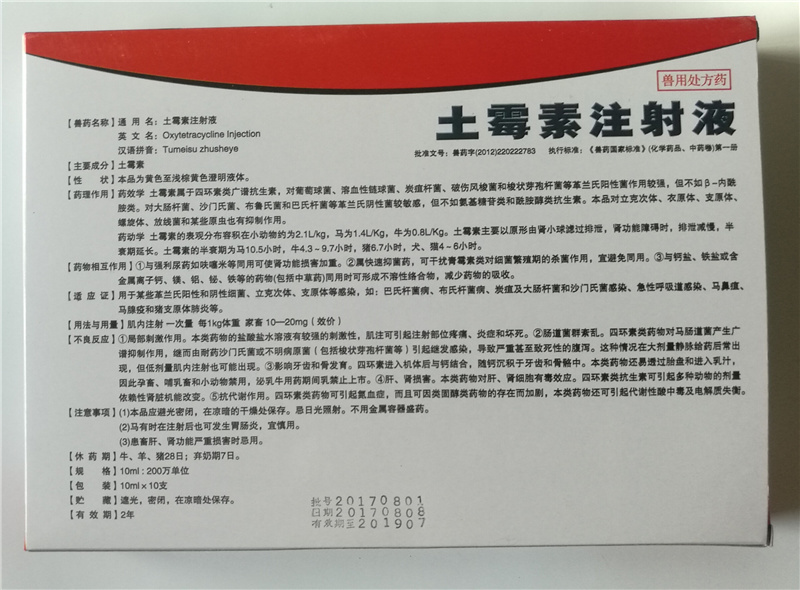 兽用处方药
土霉素注射液
批准文号：兽药字(2012)220222783 执行标准：《兽药国家标准》(化学药品、中药卷)第一册
【兽药名称】通 用 名：土霉素注射液
英 文 名：Oxytetracycline Injection
汉语拼音：Tumeisu zhusheye
【主要成分】土霉素
【性 状】本品为黄色至浅棕黄色澄明液体。
【药理作用】药效学 土霉素属于四环素类广谱抗生素，对葡萄球菌、溶血性链球菌、炭疽杆菌、破伤风梭菌和梭状芽孢杆菌等革兰氏阳性菌作用较强，但不如β-内酰
胺类。对大肠杆菌、沙门氏菌、布鲁氏菌和巴氏杆菌等革兰氏阴性菌较敏感，但不如氨基糖苷类和酰胺醇类抗生素。本品对立克次体、衣原体、支原体、
螺旋体、放线菌和某些原虫也有抑制作用。
药动学 土霉素的表观分布容积在小动物约为2.1L/kg，马为1.4L/Kg，牛为0.8L/Kg。土霉素主要以原形由肾小球滤过排泄，肾功能障碍时，排泄减慢，半
衰期延长。土霉素的半衰期为马10.5小时，牛4.3～9.7小时，猪6.7小时，犬、猫4～6小时。
【药物相互作用】①与强利尿药如呋噻米等同用可使肾功能损害加重。②属快速抑菌药，可干扰青霉素类对细菌繁殖期的杀菌作用，宜避免同用。③与钙盐、铁盐或含
金属离子钙、镁、铝、铋、铁等的药物(包括中草药)同用时可形成不溶性络合物，减少药物的吸收。
【适 应 证】用于某些革兰氏阳性和阴性细菌、立克次体、支原体等感染，如：巴氏杆菌病、布氏杆菌病、炭疽及大肠杆菌和沙门氏菌感染、急性呼吸道感染、马鼻疽、
马腺疫和猪支原体肺炎等。
【用法与用量】肌内注射 一次量 每1kg体重 家畜 10—20mg（效价）
【不良反应】①局部刺激作用。本类药物的盐酸盐水溶液有较强的刺激性，肌注可引起注射部位疼痛、炎症和坏死。②肠道菌群紊乱。四环素类药物对马肠道菌产生广
谱抑制作用，继而由耐药沙门氏菌或不明病原菌（包括梭状芽孢杆菌等）引起继发感染，导致严重甚至致死性的腹泻。这种情况在大剂量静脉给药后常出
现，但低剂量肌内注射也可能出现。③影响牙齿和骨发育。四环素进入机体后与钙结合，随钙沉积于牙齿和骨骼中。本类药物还易透过胎盘和进入乳汁，
因此孕畜、哺乳畜和小动物禁用，泌乳牛用药期间乳禁止上市。④肝、肾损害。本类药物对肝、肾细胞有毒效应。四环素类抗生素可引起多种动物的剂量
依赖性肾脏机能改变。⑤抗代谢作用。四环素类药物可引起氮血症，而且可因类固醇类药物的存在而加剧，本类药物还可引起代谢性酸中毒及电解质失衡。
【注意事项】(1)本品应避光密闭，在凉暗的干燥处保存。忌日光照射。不用金属容器盛药。
(2)马有时在注射后也可发生胃肠炎，宜慎用。
(3)患畜肝、肾功能严重损害时忌用。
【休 药 期】牛、羊、猪28日；弃奶期7日。
【规 格】10ml：200万单位
【包 装】10ml×10支
【贮 藏】遮光，密闭，在凉暗处保存。
【有 效 期】2年
批号20170801
日期20170808
有效期至201907